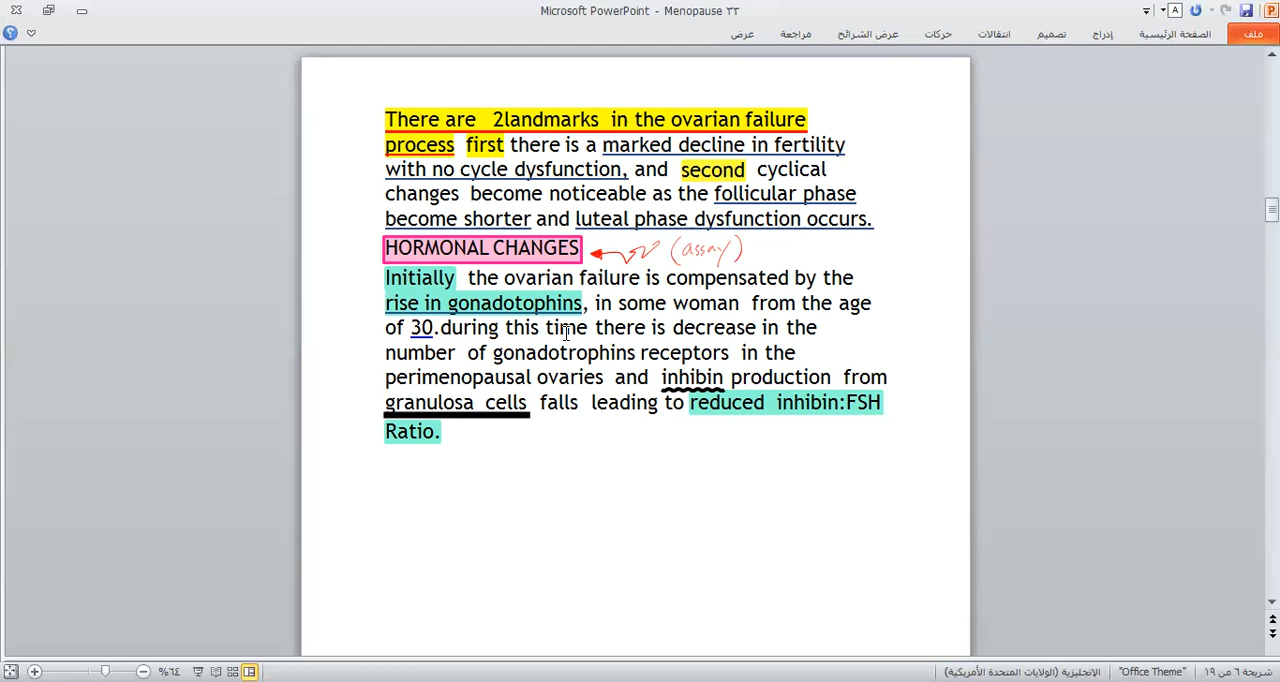 Microsoft PowerPoint - Menopause ٣٣
ملف الصفحة الرئيسية إدراج تصميم انتقالات حركات عرض الشرائح مراجعة عرض
There are 2landmarks in the ovarian failure
process first there is a marked decline in fertility
with no cycle dysfunction, and second cyclical
changes become noticeable as the follicular phase
become shorter and luteal phase dysfunction occurs.
HORMONAL CHANGES (assay)
Initially the ovarian failure is compensated by the
rise in gonadotophins, in some woman from the age
of 30.during this time there is decrease in the
number of gonadotrophins receptors in the
perimenopausal ovaries and inhibin production from
granulosa cells falls leading to reduced inhibin:FSH
Ratio.
شريحة ٦ من ١٩ "Office Theme" الإنجليزية (الولايات المتحدة الأمريكية) ٦٤%